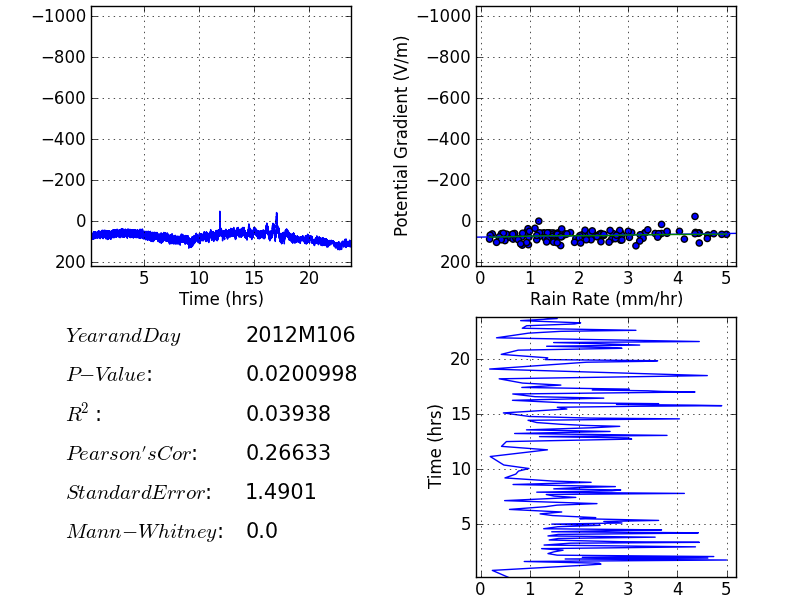 −1000
−800
−600
−400
−200
0
200
5 10 15 20
Time (hrs)
Potential Gradient (V/m)
−1000
−800
−600
−400
−200
0
200
0 1 2 3 4 5
Rain Rate (mm/hr)
YearandDay 2012M106
P−Value: 0.0200998
R²: 0.03938
Pearson'sCor: 0.26633
StandardError: 1.4901
Mann−Whitney: 0.0
Time (hrs)
20
15
10
5
0 1 2 3 4 5